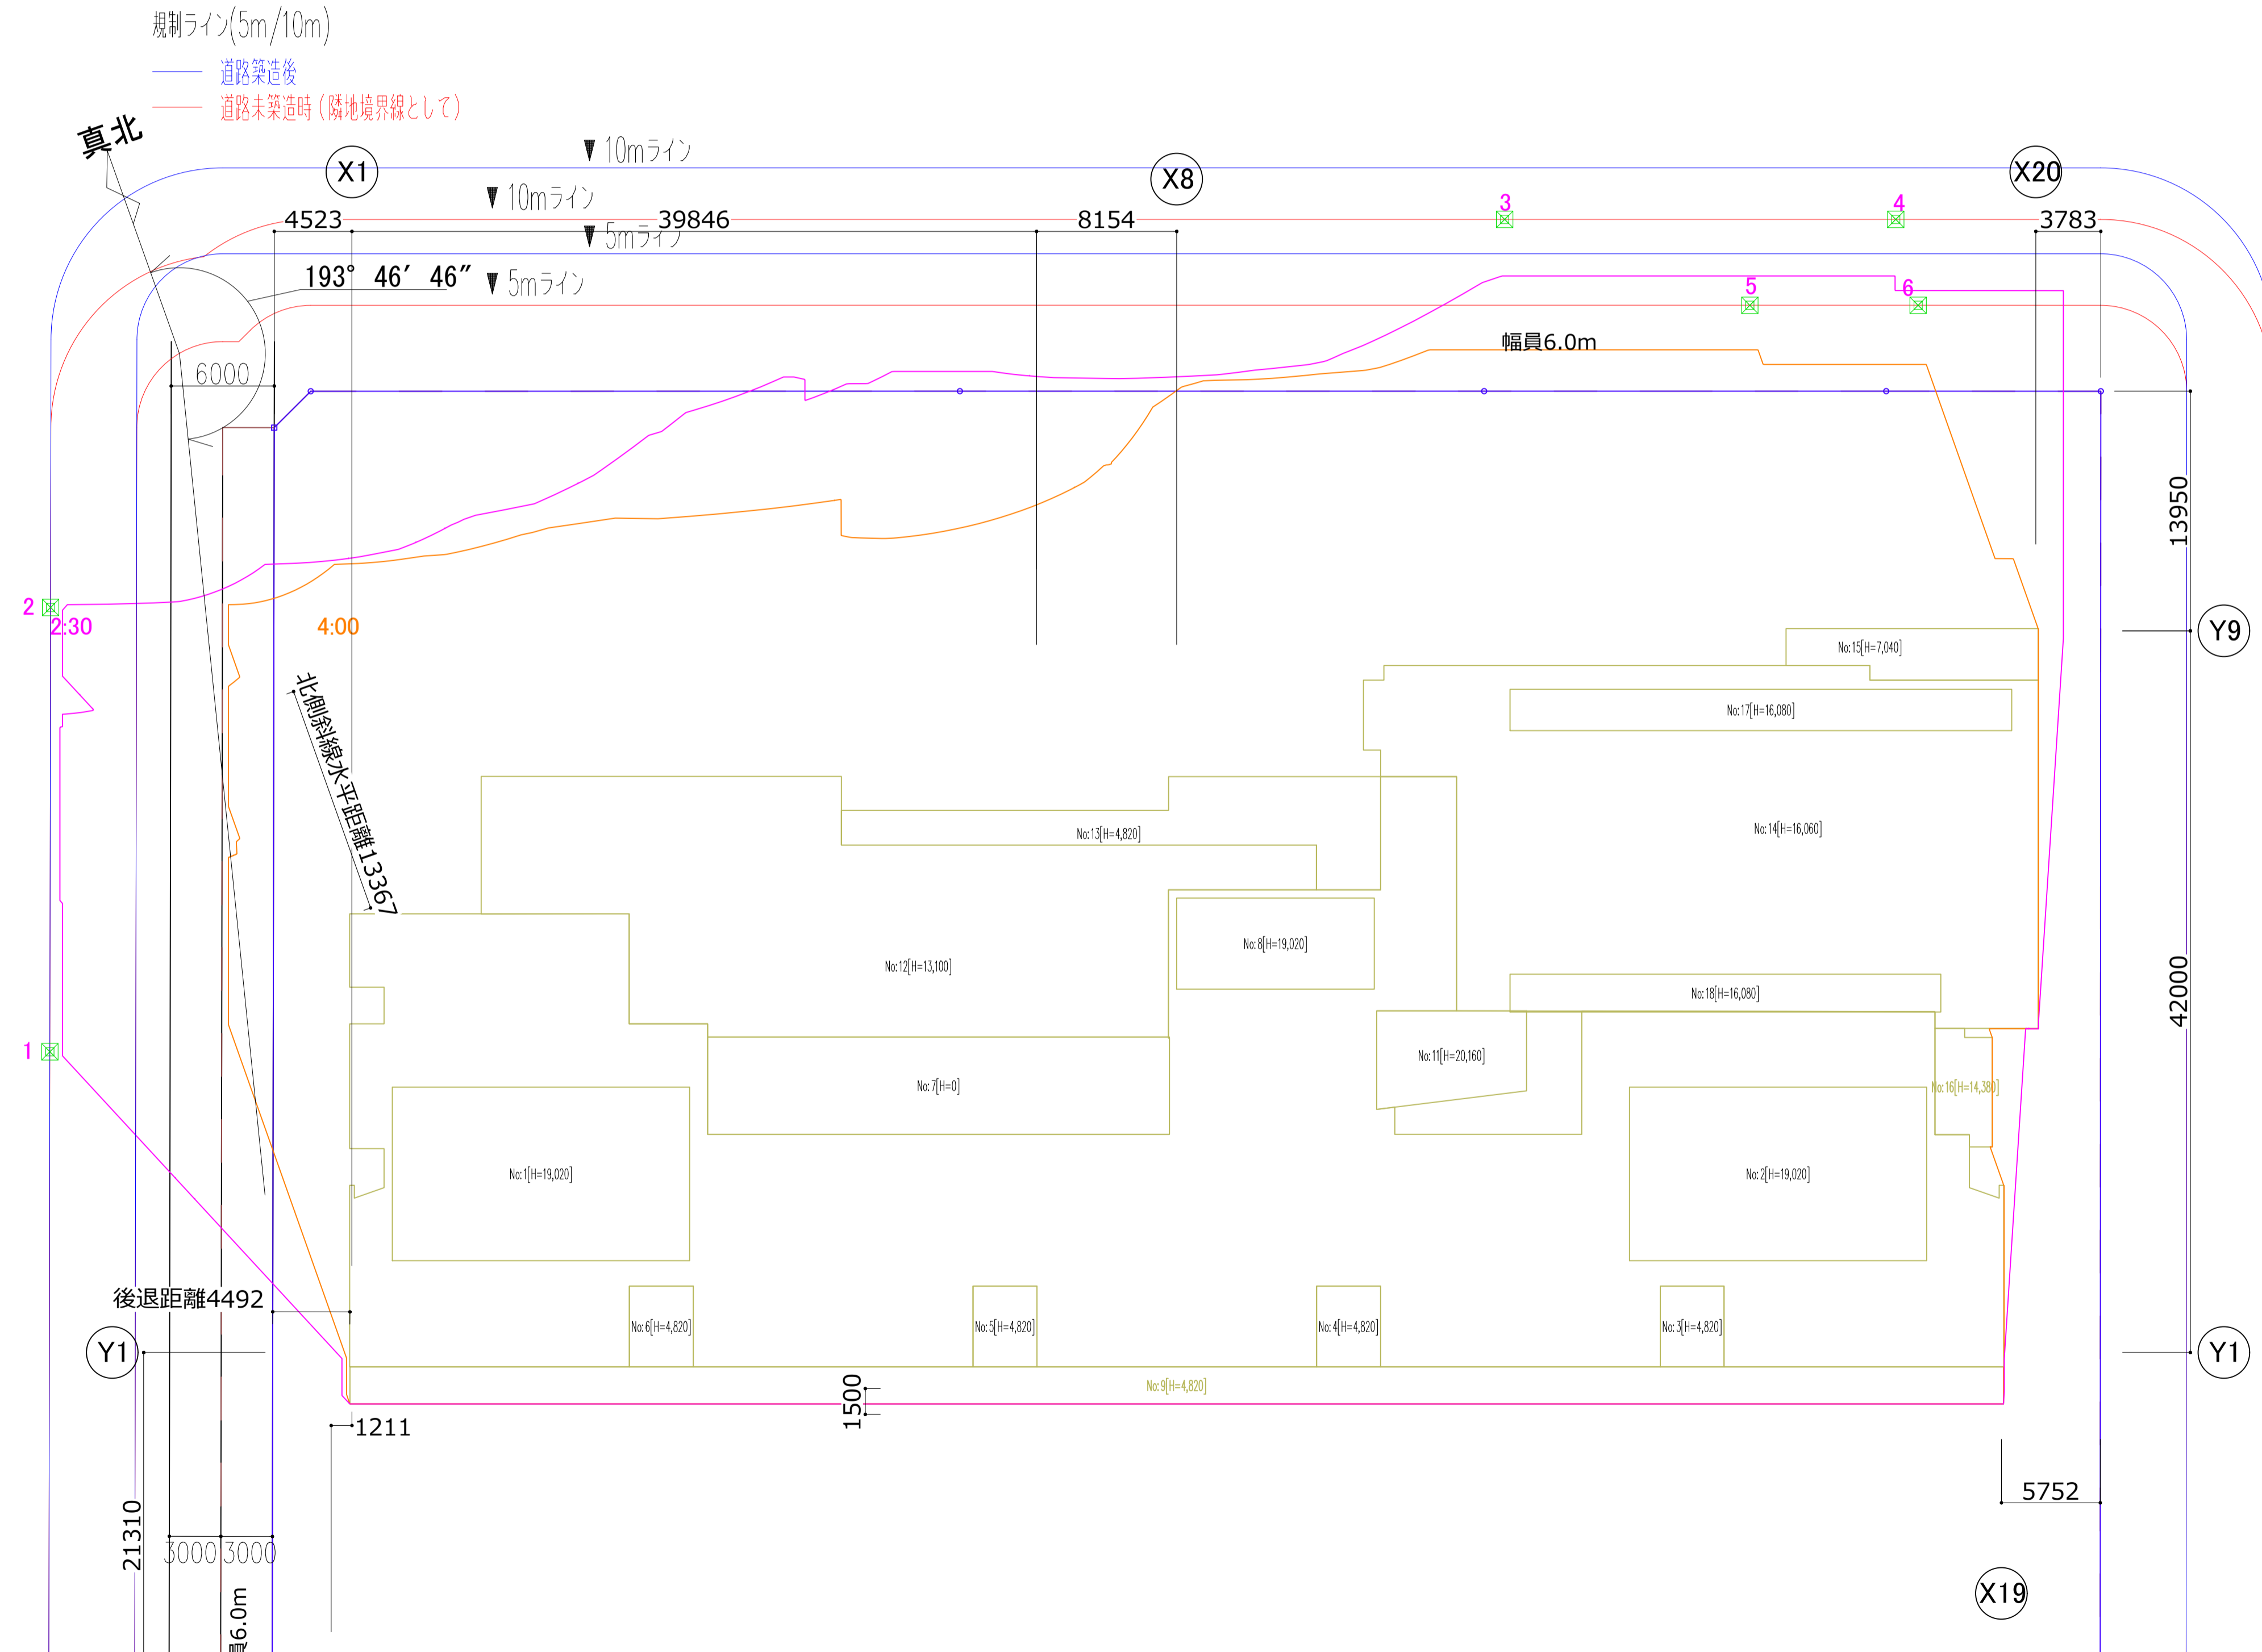 規制ライン(5m/10m)
道路築造後
道路未築造時(隣地境界線として)
真北
X1
▼ 10mライン
X8
X20
▼ 10mライン
3
4
4523
39846
8154
3783
▼ 5mライン
193° 46′ 46″
▼ 5mライン
5
6
幅員6.0m
6000
13950
2
2:30
4:00
Y9
No:15[H=7,040]
北側斜線水平距離13367
No:17[H=16,080]
No:13[H=4,820]
No:14[H=16,060]
No:8[H=19,020]
No:12[H=13,100]
No:18[H=16,080]
42000
1
No:11[H=20,160]
No:7[H=0]
No:16[H=14,380]
No:1[H=19,020]
No:2[H=19,020]
後退距離4492
No:6[H=4,820]
No:5[H=4,820]
No:4[H=4,820]
No:3[H=4,820]
Y1
Y1
No:9[H=4,820]
1500
1211
5752
21310
3000
3000
員6.0m
X19